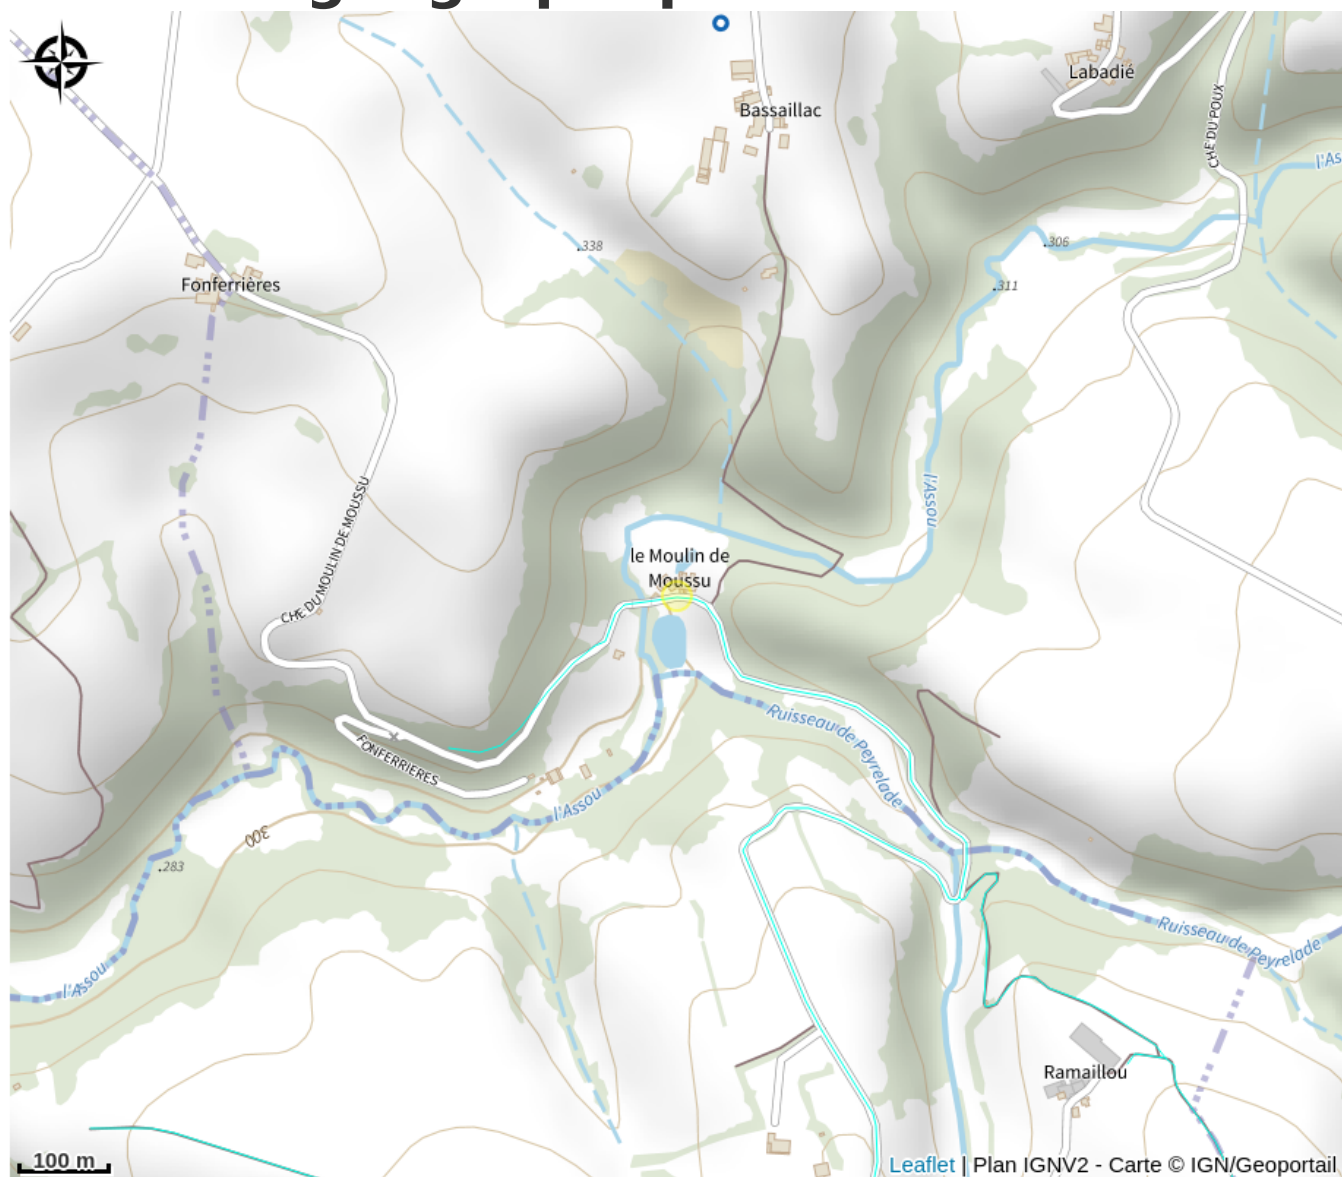 Labadié
Bassaillac
CHE DU POUX
l'As
.338
.306
.311
Fonferrières
l'Assou
CHE DU MOULIN DE MOUSSU
le Moulin de
Moussu
Ruisseau de Peyrelade
FONFERRIERES
l'Assou
300
.283
Ruisseau de Peyrelade
l'Assou
Ramaillou
100 m
Leaflet | Plan IGNV2 - Carte © IGN/Geoportail